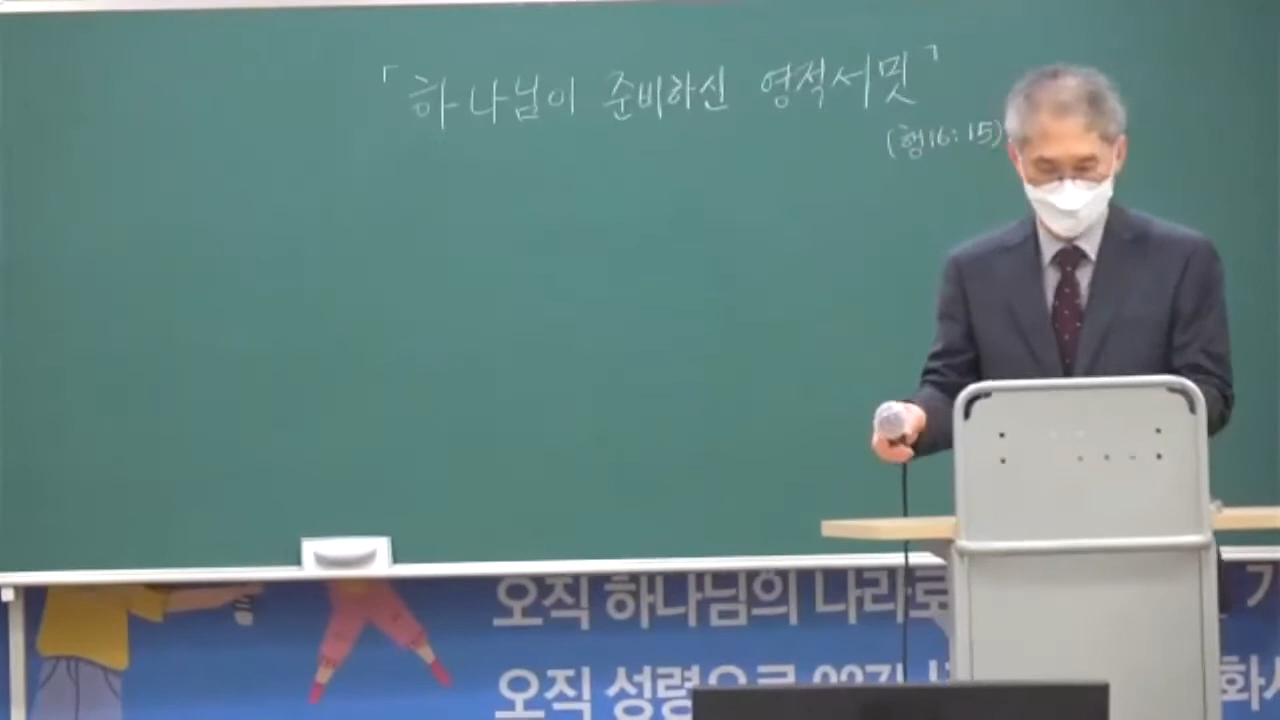 「하나님이 준비하신 영적서밋」
(행16:15)
오직 하나님의 나라로
오직 성령으로